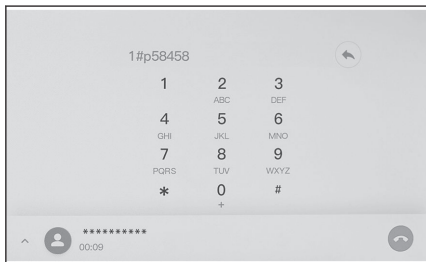 1#p58458
1 2 3
ABC DEF
4 5 6
GHI JKL MNO
7 8 9
PQRS TUV WXYZ
* 0 #
+
**********
00:09